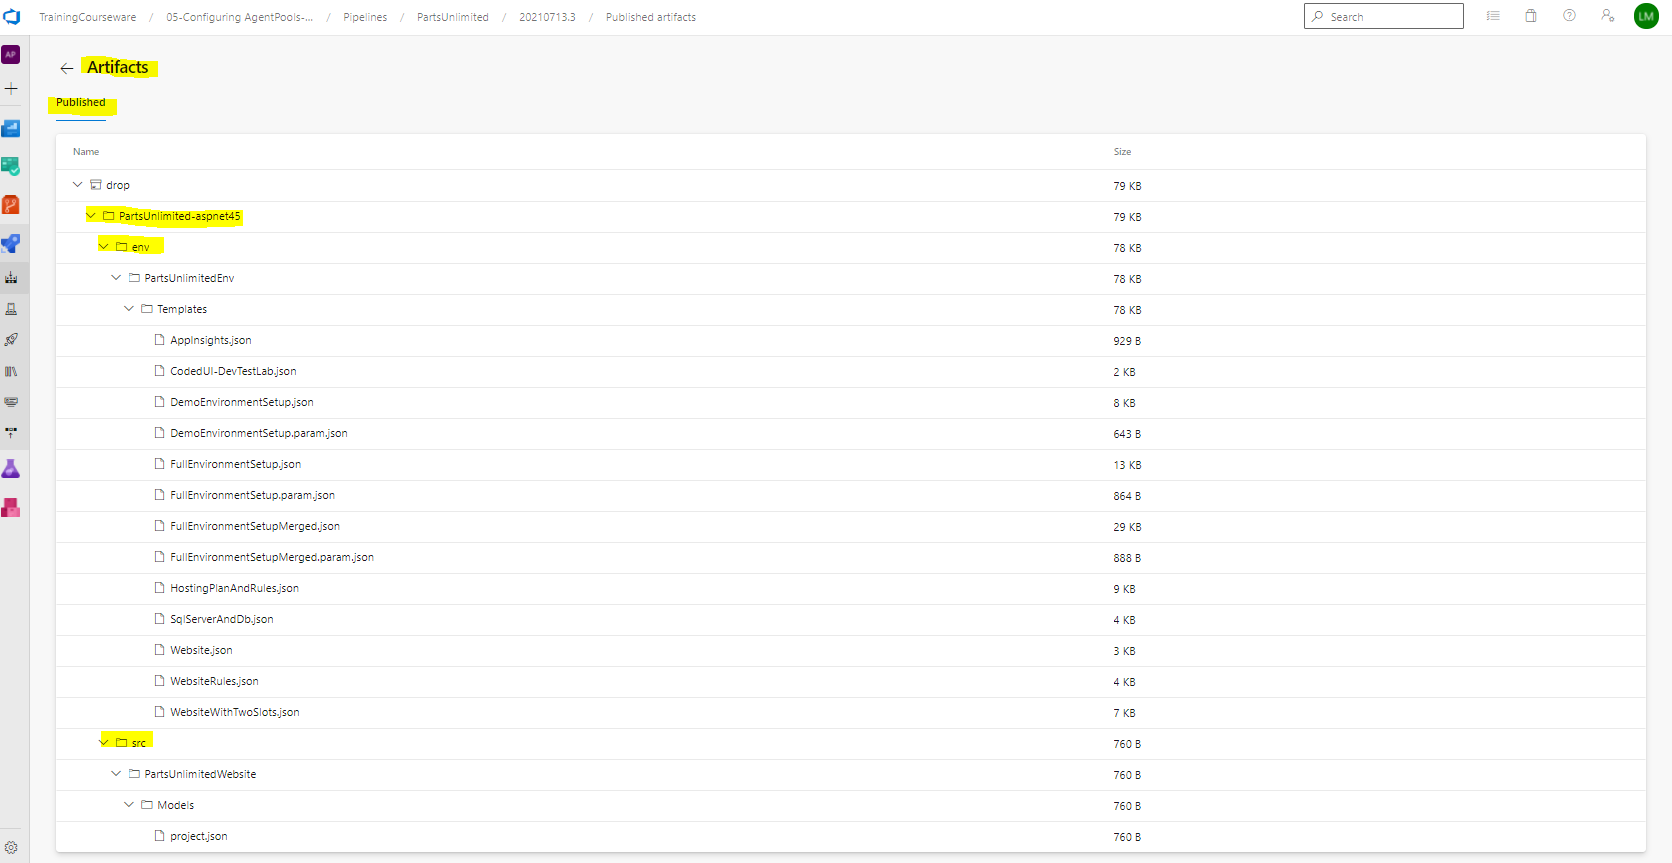 TrainingCourseware / 05-Configuring AgentPools-... / Pipelines / PartsUnlimited / 20210713.3 / Published artifacts Search LM
AP
Artifacts
Published
Name Size
drop 79 KB
PartsUnlimited-aspnet45 79 KB
env 78 KB
PartsUnlimitedEnv 78 KB
Templates 78 KB
AppInsights.json 929 B
CodedUI-DevTestLab.json 2 KB
DemoEnvironmentSetup.json 8 KB
DemoEnvironmentSetup.param.json 643 B
FullEnvironmentSetup.json 13 KB
FullEnvironmentSetup.param.json 864 B
FullEnvironmentSetupMerged.json 29 KB
FullEnvironmentSetupMerged.param.json 888 B
HostingPlanAndRules.json 9 KB
SqlServerAndDb.json 4 KB
Website.json 3 KB
WebsiteRules.json 4 KB
WebsiteWithTwoSlots.json 7 KB
src 760 B
PartsUnlimitedWebsite 760 B
Models 760 B
project.json 760 B